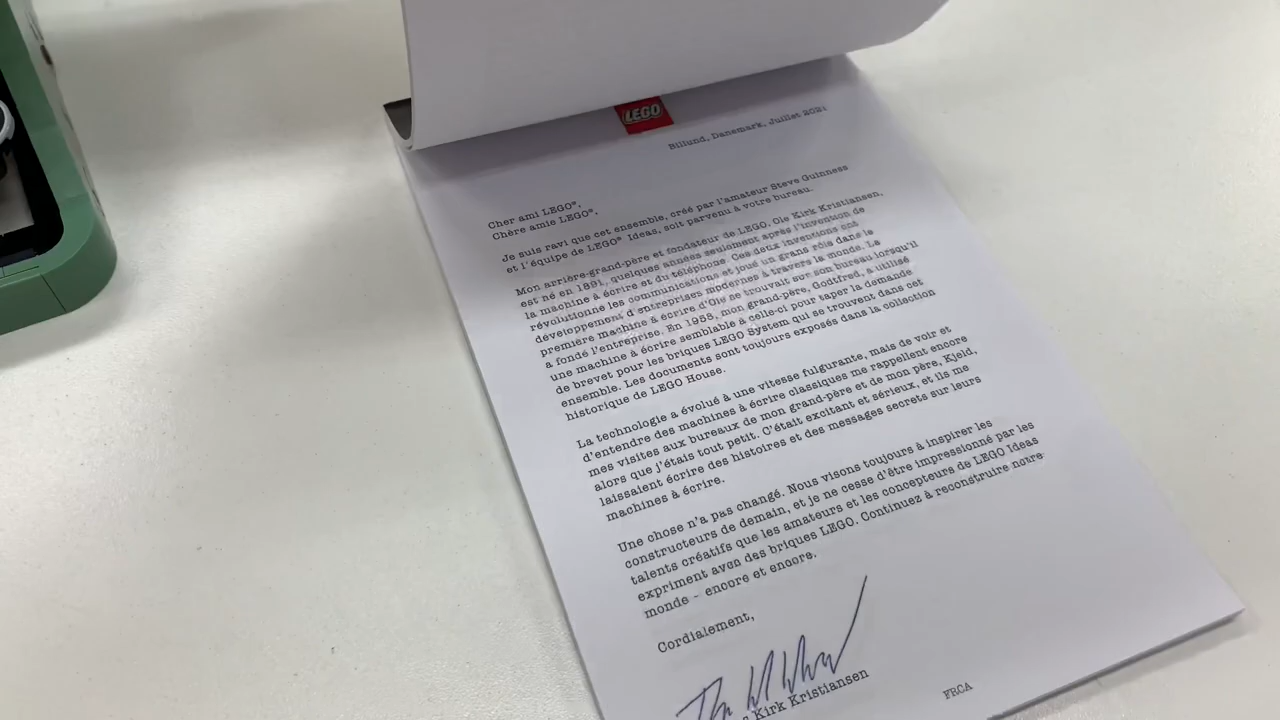 LEGO
Billund, Danemark, Juillet 2021
Cher ami LEGO®,
Chère amie LEGO®,
Je suis ravi que cet ensemble, créé par l'amateur Steve Guinness
et l'équipe de LEGO® Ideas, soit parvenu à votre bureau.
Mon arrière-grand-père et fondateur de LEGO, Ole Kirk Kristiansen,
est né en 1891, quelques années seulement après l'invention de
la machine à écrire et du téléphone. Ces deux inventions ont
révolutionné les communications et joué un grans rôle dans le
développement d'entreprises modernes à travers le monde. La
première machine à écrire d'Ole se trouvait sur son bureau lorsqu'il
a fondé l'entreprise. En 1958, mon grand-père, Gontfred, a utilisé
une machine à écrire semblable à celle-ci pour taper la demande
de brevet pour les briques LEGO System qui se trouvent dans cet
ensemble. Les documents sont toujours exposés dans la collection
historique de LEGO House.
La technologie a évolué à une vitesse fulgurante, mais de voir et
d'entendre des machines à écrire classiques me rappellent encore
mes visites aux bureaux de mon grand-père et de mon père, Kjeld,
alors que j'étais tout petit. C'était excitant et sérieux, et ils me
laissaient écrire des histoires et des messages secrets sur leurs
machines à écrire.
Une chose n'a pas changé. Nous visons toujours à inspirer les
constructeurs de demain, et je ne cesse d'être impressionné par les
talents créatifs que les amateurs et les concepteurs de LEGO Ideas
expriment avec des briques LEGO. Continuez à reconstruire notre
monde - encore et encore.
Cordialement,
Kirk Kristiansen
FRCA